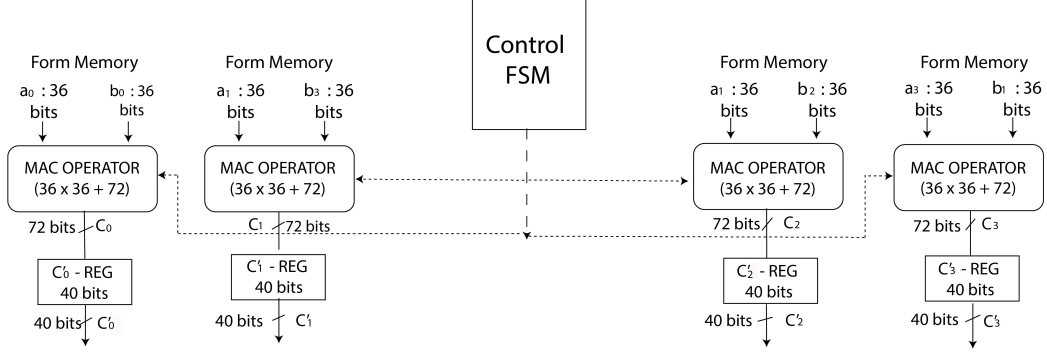 Control
FSM
Form Memory
Form Memory
Form Memory
Form Memory
a₀ : 36
bits
b₀ : 36
bits
a₁ : 36
bits
b₃ : 36
bits
a₁ : 36
bits
b₂ : 36
bits
a₃ : 36
bits
b₁ : 36
bits
MAC OPERATOR
(36 x 36 + 72)
MAC OPERATOR
(36 x 36 + 72)
MAC OPERATOR
(36 x 36 + 72)
MAC OPERATOR
(36 x 36 + 72)
72 bits C₀
C₁ 72 bits
72 bits C₂
72 bits C₃
C'₀ - REG
40 bits
C'₁ - REG
40 bits
C'₂ - REG
40 bits
C'₃ - REG
40 bits
40 bits C'₀
40 bits C'₁
40 bits C'₂
40 bits C'₃